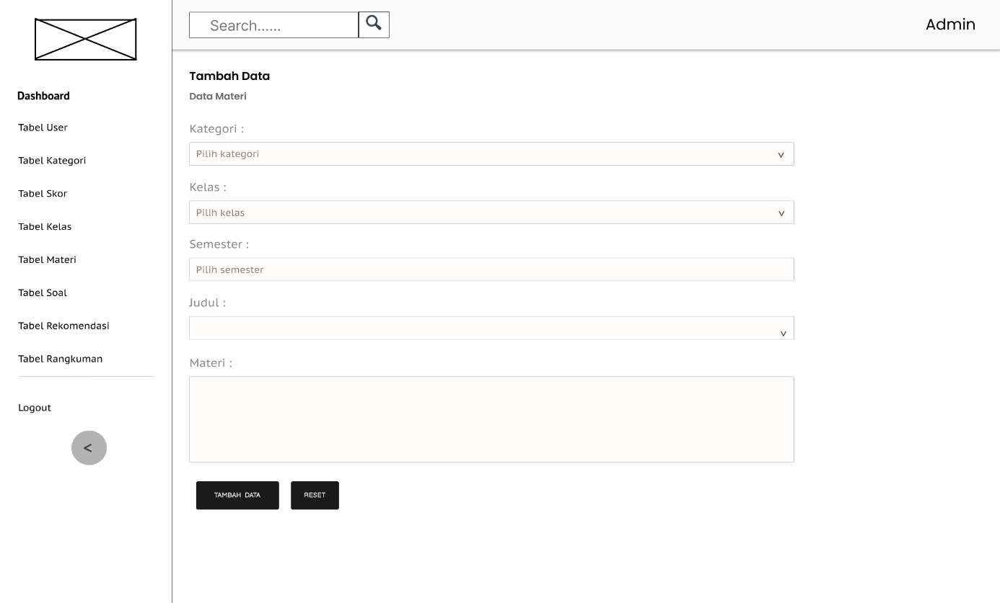 Search......
Admin
Dashboard
Tabel User
Tabel Kategori
Tabel Skor
Tabel Kelas
Tabel Materi
Tabel Soal
Tabel Rekomendasi
Tabel Rangkuman
Logout
<
Tambah Data
Data Materi
Kategori :
Pilih kategori v
Kelas :
Pilih kelas v
Semester :
Pilih semester
Judul :
v
Materi :
TAMBAH DATA
RESET